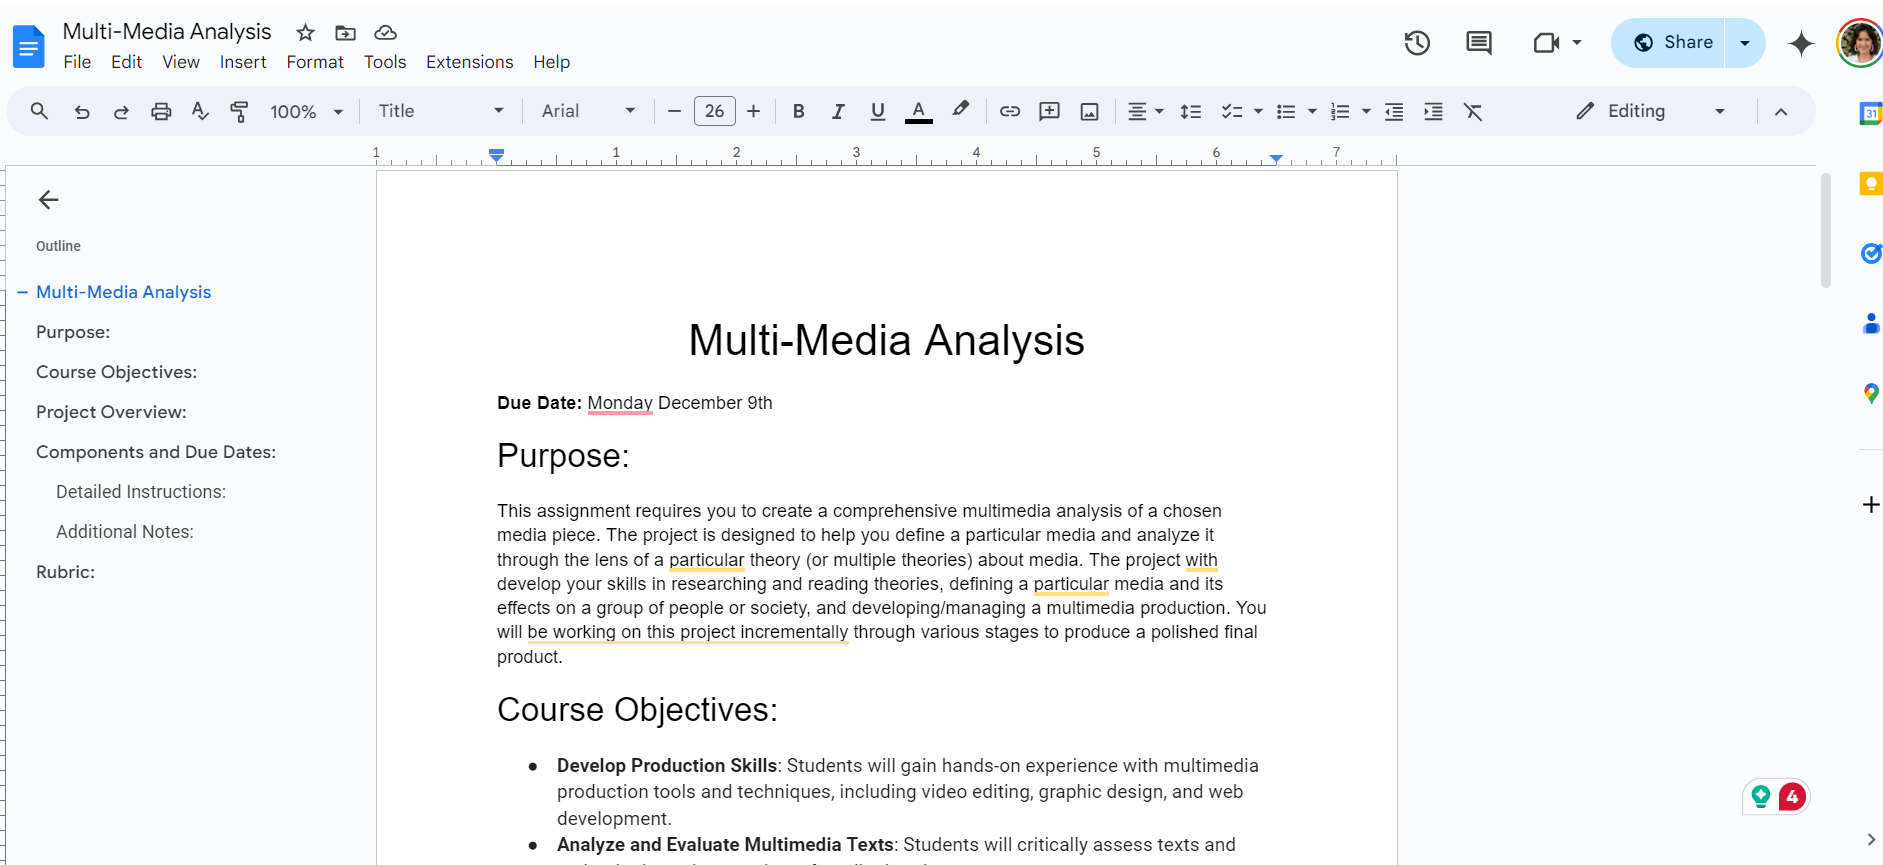 Multi-Media Analysis
File Edit View Insert Format Tools Extensions Help
Share
100% Title Arial 26 B I U A Editing
1 1 2 3 4 5 6 7
31
Outline
Multi-Media Analysis
Purpose:
Course Objectives:
Project Overview:
Components and Due Dates:
Detailed Instructions:
Additional Notes:
Rubric:
Multi-Media Analysis
Due Date: Monday December 9th
Purpose:
This assignment requires you to create a comprehensive multimedia analysis of a chosen
media piece. The project is designed to help you define a particular media and analyze it
through the lens of a particular theory (or multiple theories) about media. The project with
develop your skills in researching and reading theories, defining a particular media and its
effects on a group of people or society, and developing/managing a multimedia production. You
will be working on this project incrementally through various stages to produce a polished final
product.
Course Objectives:
● Develop Production Skills: Students will gain hands-on experience with multimedia
production tools and techniques, including video editing, graphic design, and web
development.
● Analyze and Evaluate Multimedia Texts: Students will critically assess texts and
4